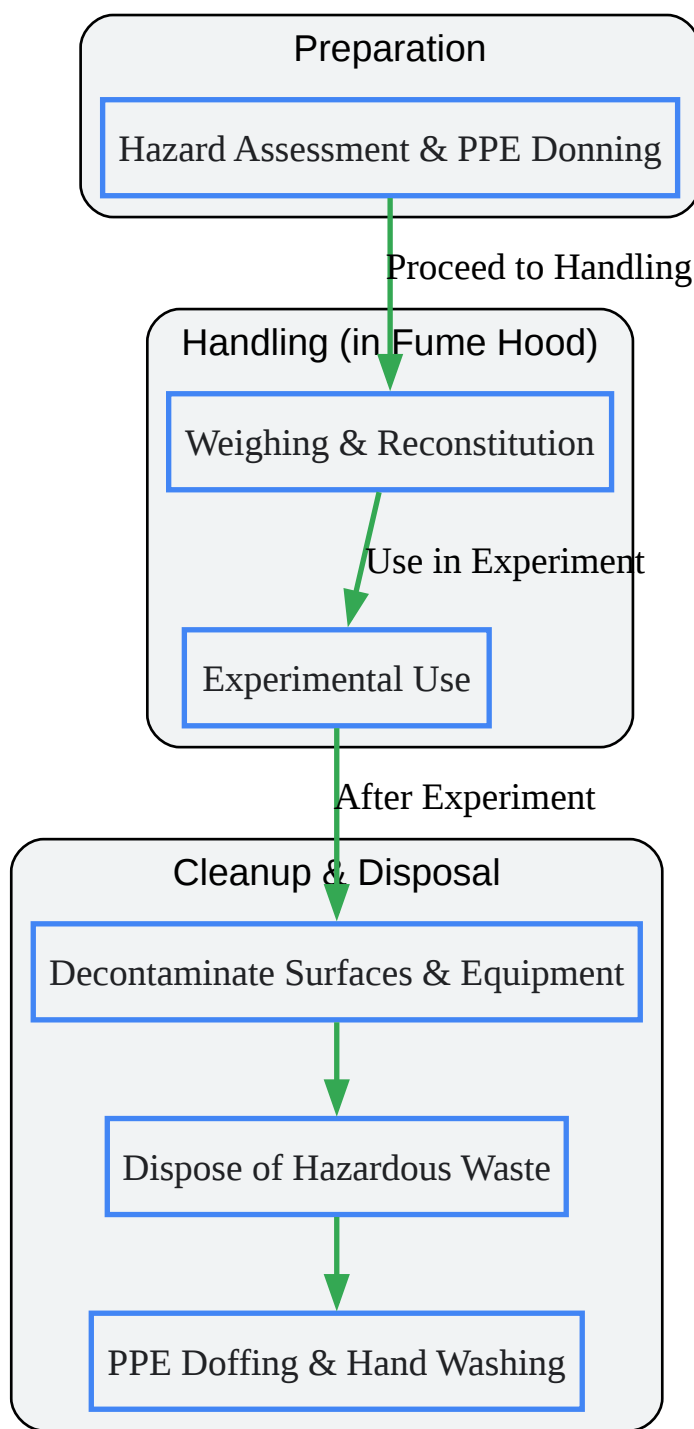 Preparation
Hazard Assessment & PPE Donning
Proceed to Handling
Handling (in Fume Hood)
Weighing & Reconstitution
Use in Experiment
Experimental Use
After Experiment
Cleanup & Disposal
Decontaminate Surfaces & Equipment
Dispose of Hazardous Waste
PPE Doffing & Hand Washing